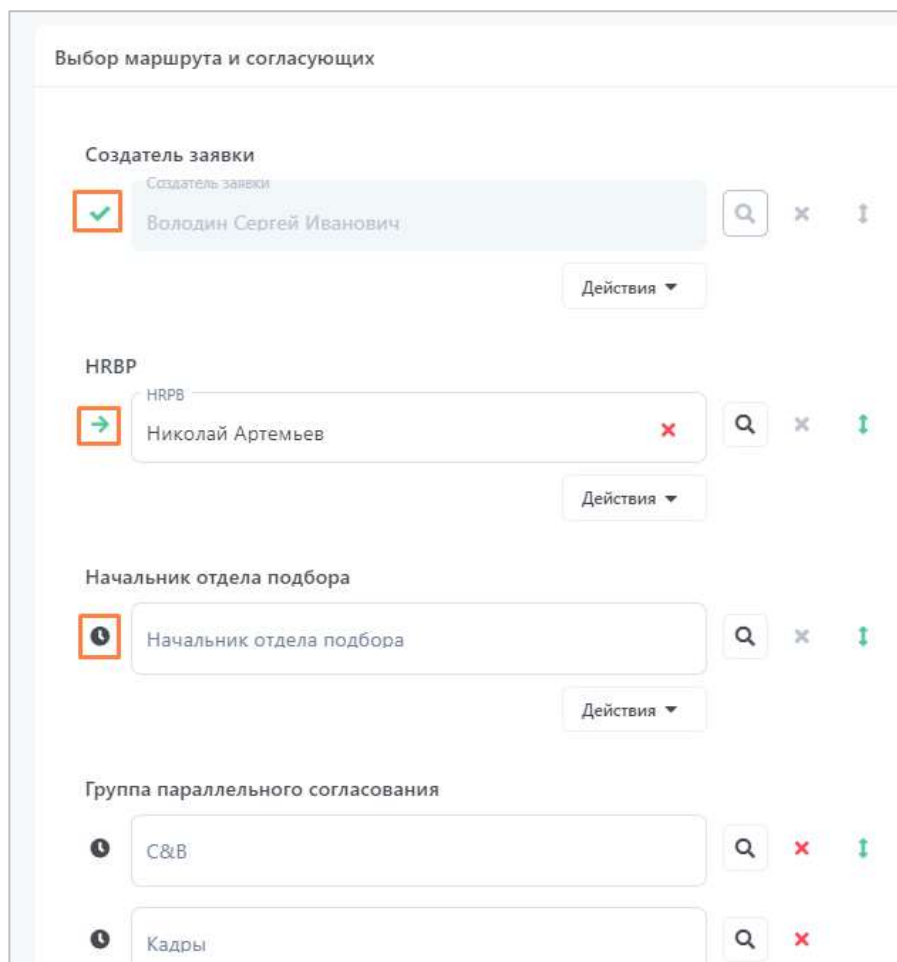 Выбор маршрута и согласующих
Создатель заявки
Создатель заявки
Володин Сергей Иванович
Действия
HRBP
HRPB
Николай Артемьев
Действия
Начальник отдела подбора
Начальник отдела подбора
Действия
Группа параллельного согласования
C&B
Кадры